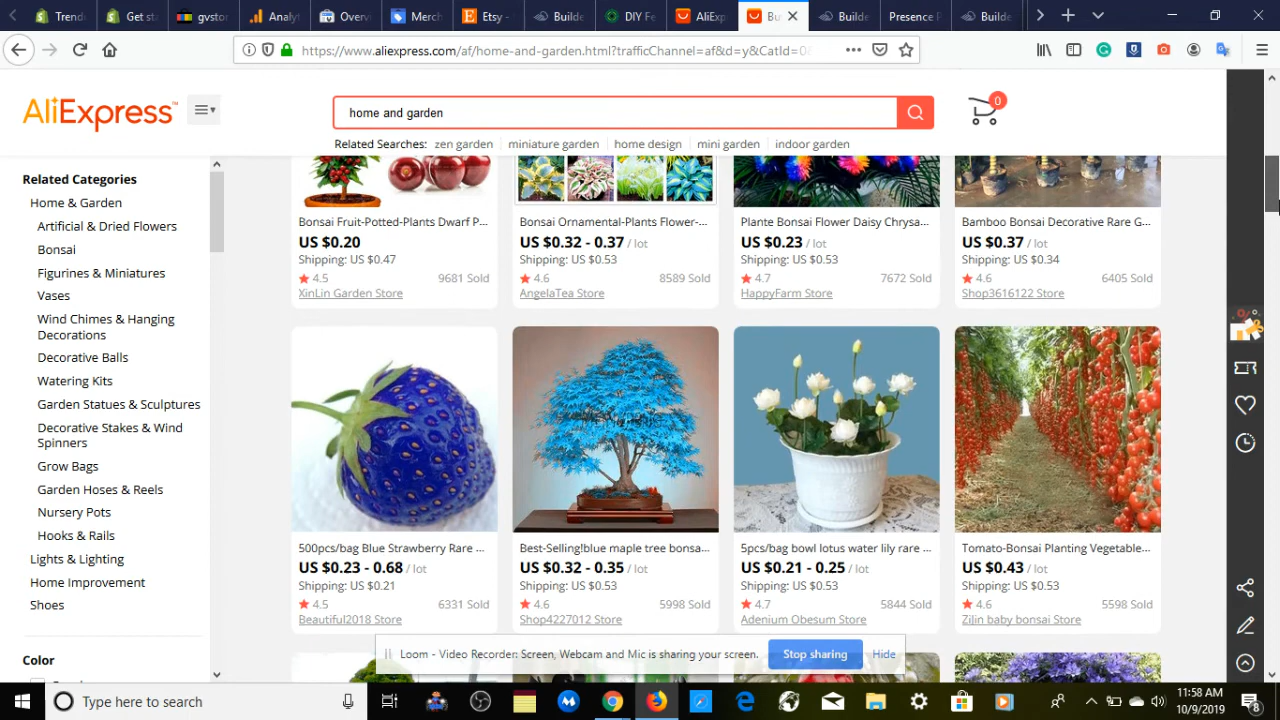 Trend
Get st
gvstor
Analyt
Overv
Merch
Etsy -
Builde
DIY Fe
AliExp
Bu
Builde
Presence P
Builde
https://www.aliexpress.com/af/home-and-garden.html?trafficChannel=af&d=y&CatId=0
AliExpress™
home and garden
0
Related Searches: zen garden miniature garden home design mini garden indoor garden
Related Categories
Home & Garden
Artificial & Dried Flowers
Bonsai
Figurines & Miniatures
Vases
Wind Chimes & Hanging
Decorations
Decorative Balls
Watering Kits
Garden Statues & Sculptures
Decorative Stakes & Wind
Spinners
Grow Bags
Garden Hoses & Reels
Nursery Pots
Hooks & Rails
Lights & Lighting
Home Improvement
Shoes
Color
Bonsai Fruit-Potted-Plants Dwarf P...
US $0.20
Shipping: US $0.47
4.5 9681 Sold
XinLin Garden Store
Bonsai Ornamental-Plants Flower-...
US $0.32 - 0.37 / lot
Shipping: US $0.53
4.6 8589 Sold
AngelaTea Store
Plante Bonsai Flower Daisy Chrysa...
US $0.23 / lot
Shipping: US $0.53
4.7 7672 Sold
HappyFarm Store
Bamboo Bonsai Decorative Rare G...
US $0.37 / lot
Shipping: US $0.34
4.6 6405 Sold
Shop3616122 Store
500pcs/bag Blue Strawberry Rare ...
US $0.23 - 0.68 / lot
Shipping: US $0.21
4.5 6331 Sold
Beautiful2018 Store
Best-Selling!blue maple tree bonsa...
US $0.32 - 0.35 / lot
Shipping: US $0.53
4.6 5998 Sold
Shop4227012 Store
5pcs/bag bowl lotus water lily rare ...
US $0.21 - 0.25 / lot
Shipping: US $0.53
4.7 5844 Sold
Adenium Obesum Store
Tomato-Bonsai Planting Vegetable...
US $0.43 / lot
Shipping: US $0.53
4.6 5598 Sold
Zilin baby bonsai Store
Loom – Video Recorder: Screen, Webcam and Mic is sharing your screen.
Stop sharing
Hide
Type here to search
11:58 AM
10/9/2019
8